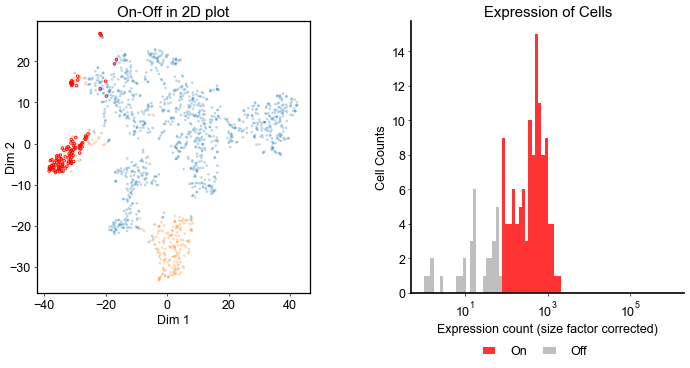 On-Off in 2D plot
20
10
0
−10
−20
−30
Dim 2
−40
−20
0
20
40
Dim 1
Expression of Cells
14
12
10
8
6
4
2
0
Cell Counts
10^1
10^3
10^5
Expression count (size factor corrected)
On
Off